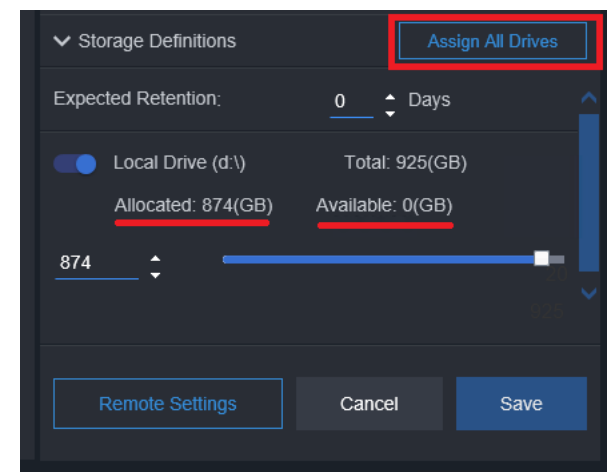 Storage Definitions Assign All Drives
Expected Retention: 0 Days
Local Drive (d:\) Total: 925(GB)
Allocated: 874(GB) Available: 0(GB)
874
925
Remote Settings Cancel Save